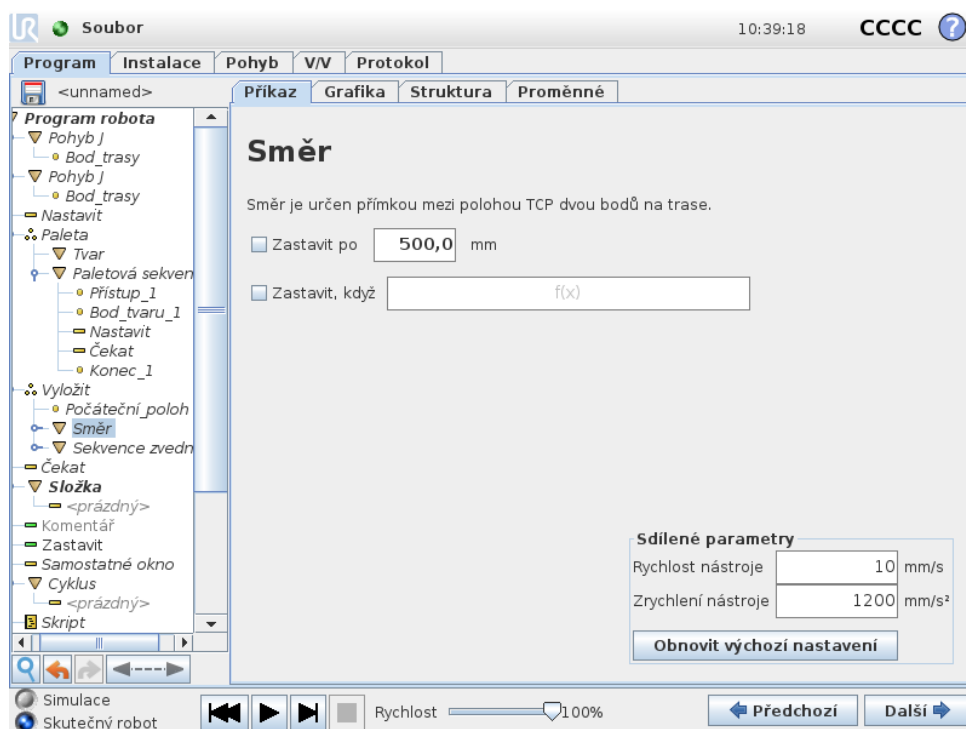 UR Soubor 10:39:18 CCCC ?
Program Instalace Pohyb V/V Protokol
<unnamed>
Příkaz Grafika Struktura Proměnné
Program robota
Pohyb J
Bod_trasy
Pohyb J
Bod_trasy
Nastavit
Paleta
Tvar
Paletová sekven
Přístup_1
Bod_tvaru_1
Nastavit
Čekat
Konec_1
Vyložit
Počáteční_poloh
Směr
Sekvence zvedn
Čekat
Složka
<prázdný>
Komentář
Zastavit
Samostatné okno
Cyklus
<prázdný>
Skript
Směr
Směr je určen přímkou mezi polohou TCP dvou bodů na trase.
Zastavit po 500,0 mm
Zastavit, když f(x)
Sdílené parametry
Rychlost nástroje 10 mm/s
Zrychlení nástroje 1200 mm/s²
Obnovit výchozí nastavení
Simulace
Skutečný robot
Rychlost 100%
Předchozí Další